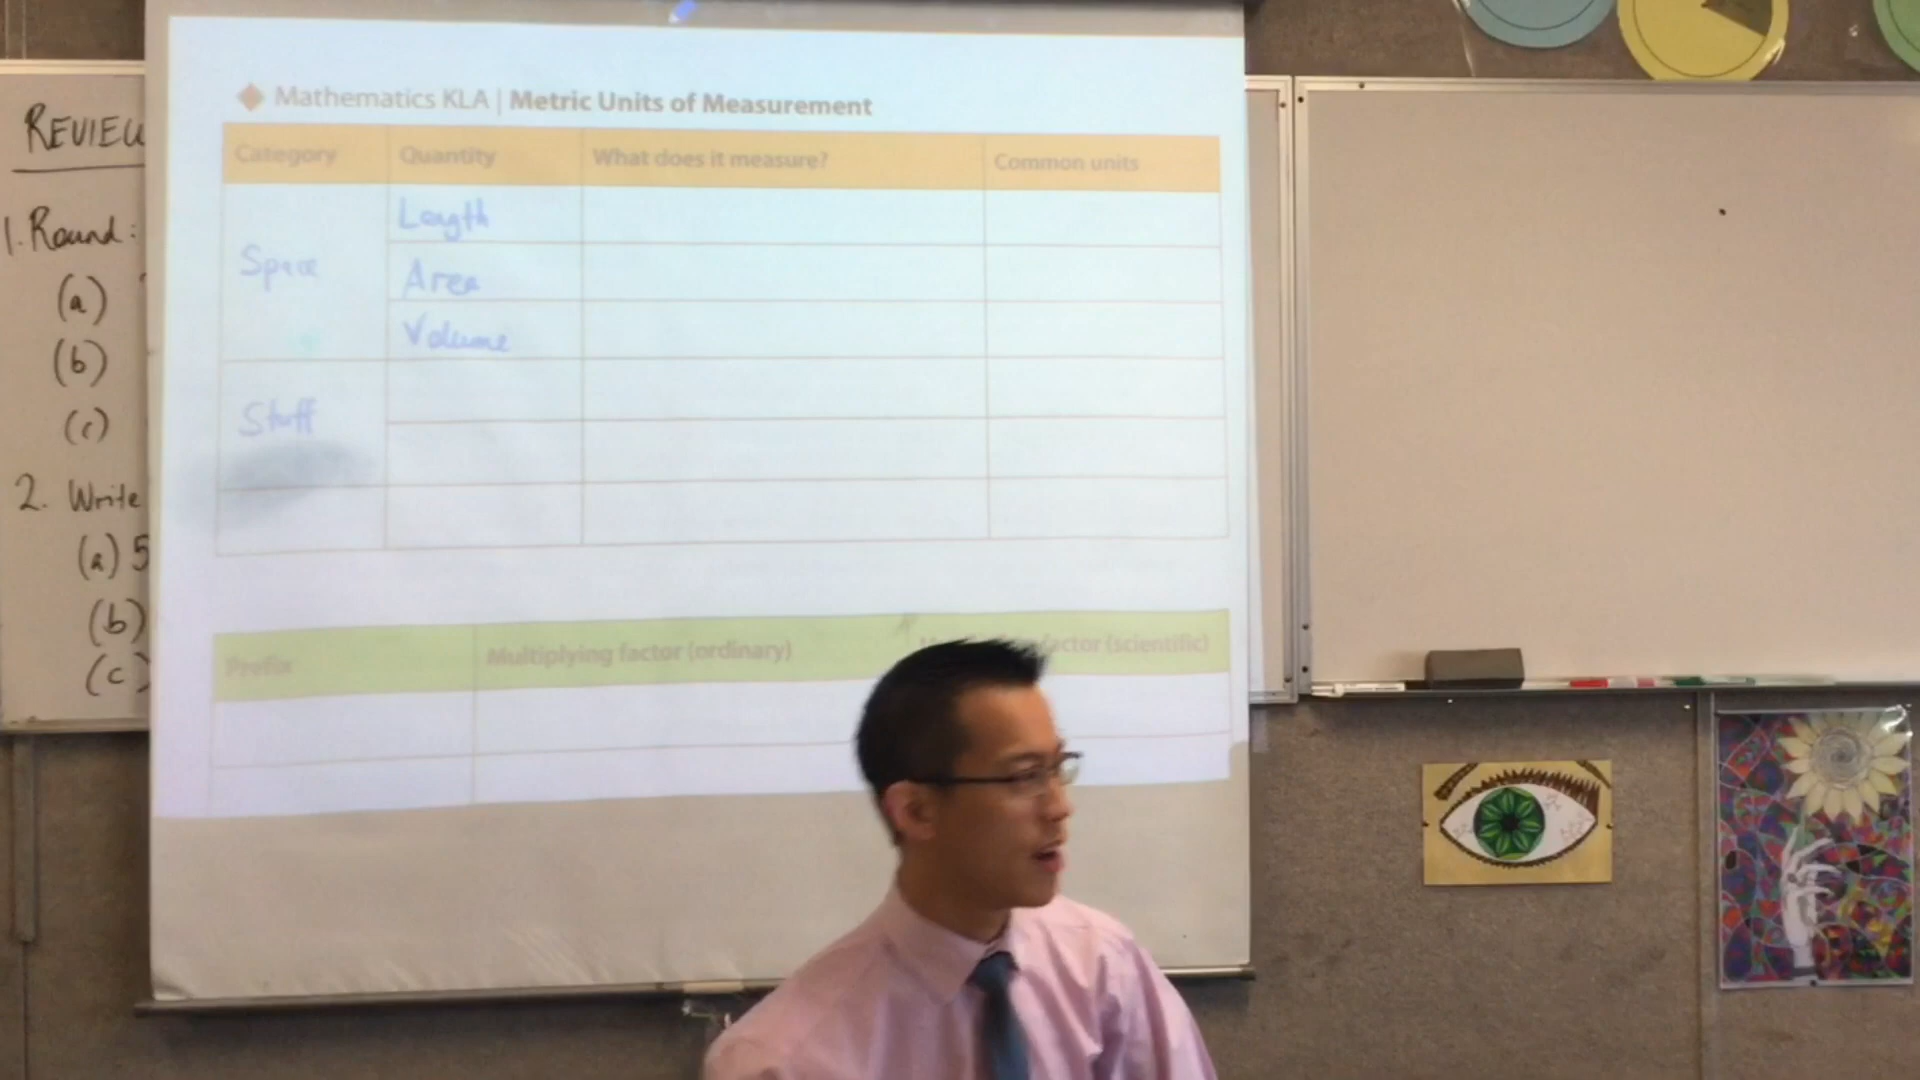 REVIEW
1. Round:
(a)
(b)
(c)
2. Write
(a) 5
(b)
(c)
Mathematics KLA | Metric Units of Measurement
Category Quantity What does it measure? Common units
Space
Length
Area
Volume
Stuff
Prefix Multiplying factor (ordinary) factor (scientific)